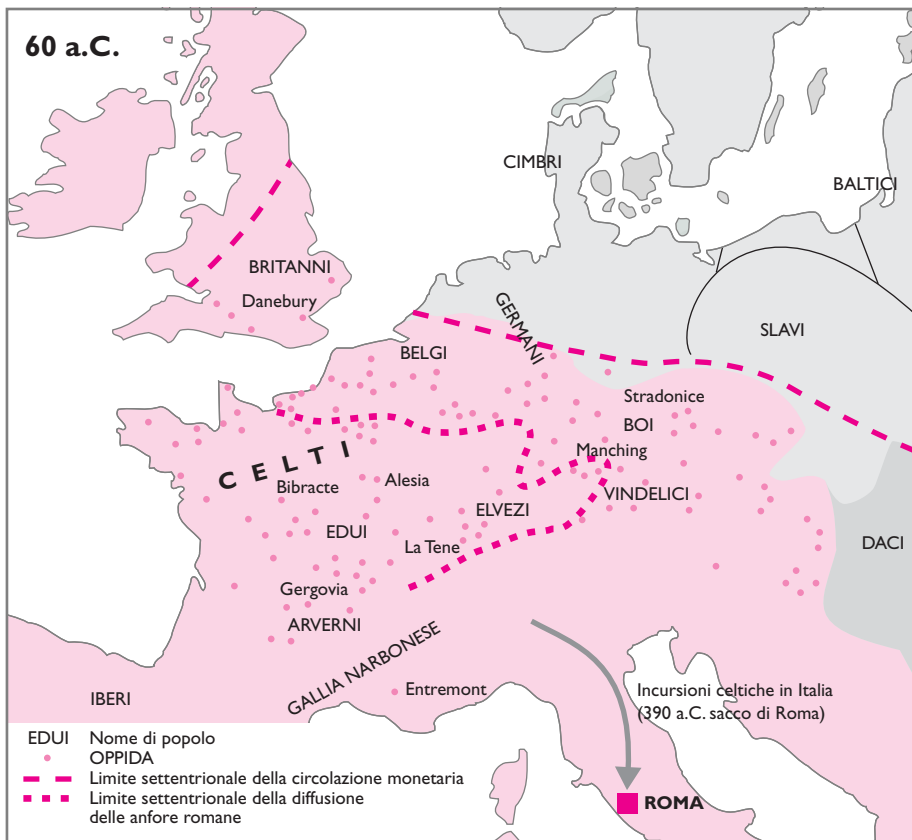 60 a.C.
CIMBRI
BALTICI
BRITANNI
Danebury
GERMANI
SLAVI
BELGI
Stradonice
BOI
CELTI
Manching
Bibracte
Alesia
ELVEZI
VINDELICI
EDUI
La Tene
DACI
Gergovia
ARVERNI
GALLIA NARBONESE
IBERI
Entremont
Incursioni celtiche in Italia
(390 a.C. sacco di Roma)
EDUI Nome di popolo
OPPIDA
Limite settentrionale della circolazione monetaria
Limite settentrionale della diffusione
delle anfore romane
ROMA